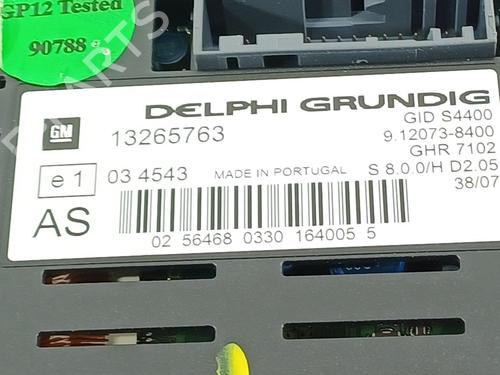 GP12 Tested
90788 e
DELPHI GRUNDIG
GM
13265763
GID S4400
9.12073-8400
GHR 7102
e 1
03 4543
MADE IN PORTUGAL
S 8.0.0/H D2.05
38/07
AS
02 56468 0330 164005 5